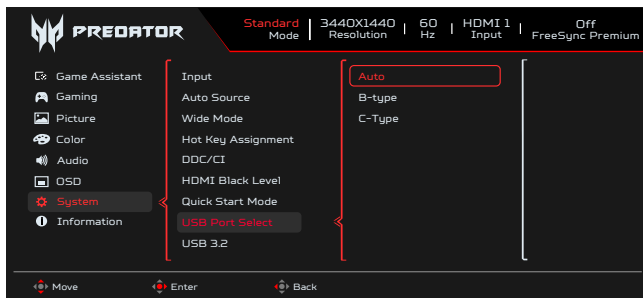 PREDATOR
Standard Mode
3440X1440 Resolution
60 Hz
HDMI 1 Input
Off FreeSync Premium
Game Assistant
Gaming
Picture
Color
Audio
OSD
System
Information
Input
Auto Source
Wide Mode
Hot Key Assignment
DDC/CI
HDMI Black Level
Quick Start Mode
USB Port Select
USB 3.2
Auto
B-type
C-Type
Move
Enter
Back